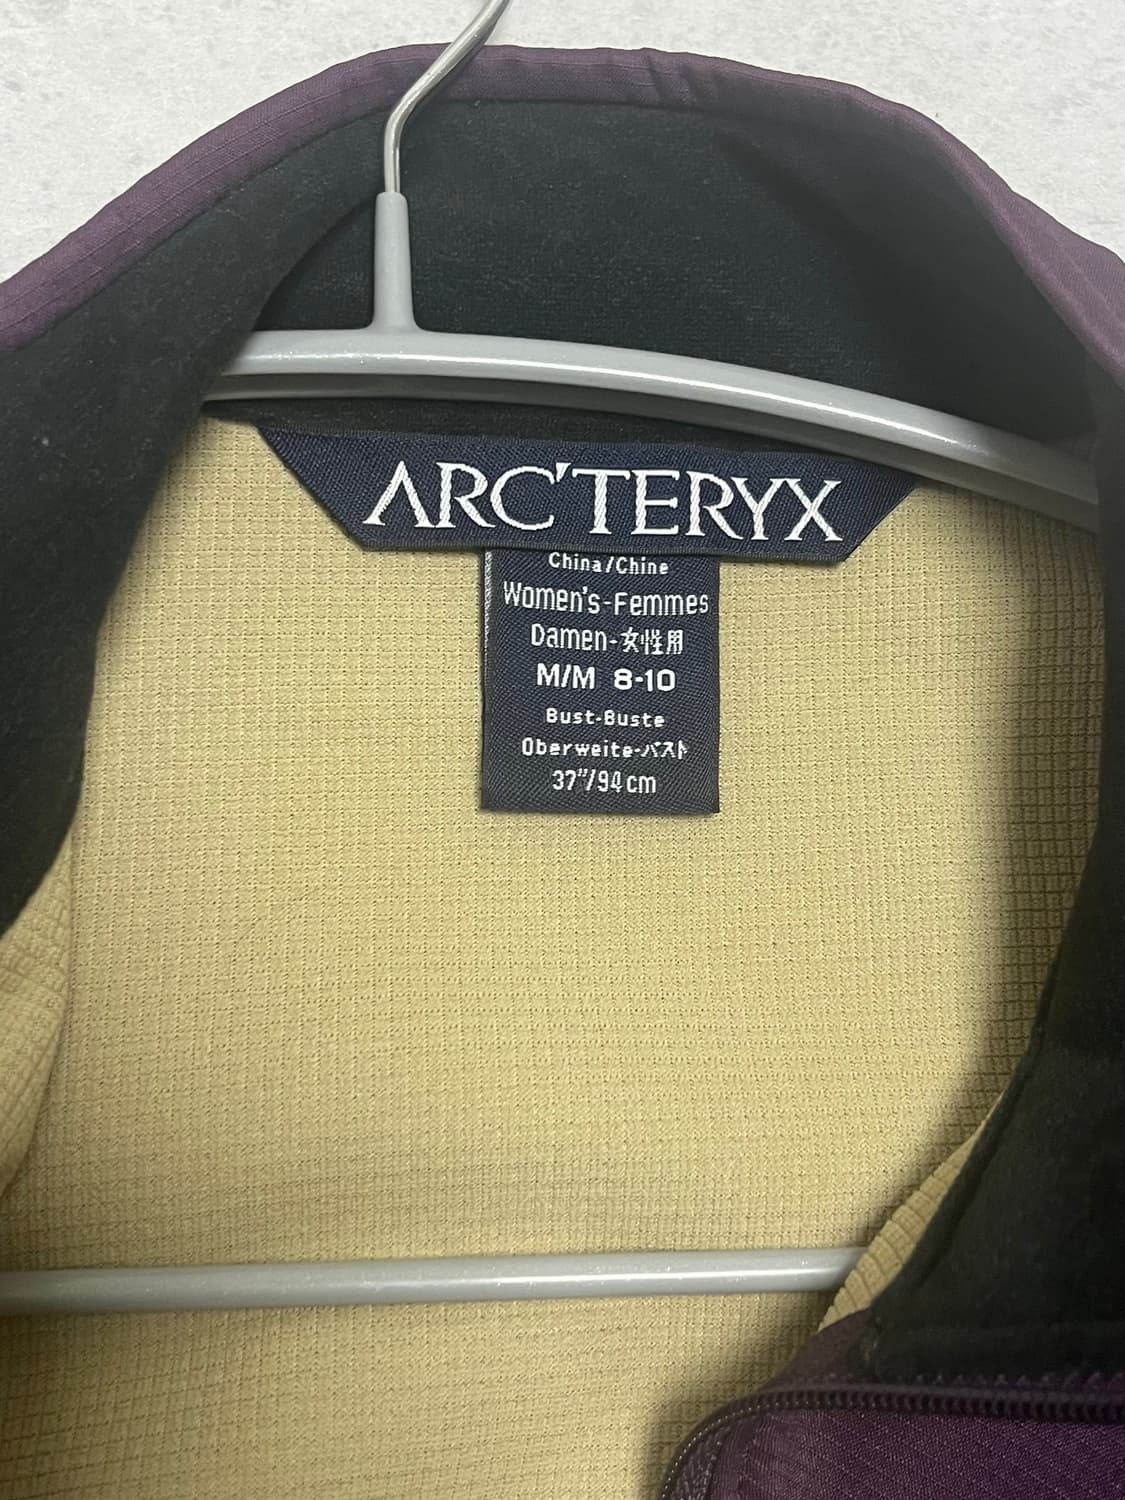 ARC'TERYX
China/Chine
Women's-Femmes
Damen-女性用
M/M 8-10
Bust-Buste
Oberweite-バスト
37"/94cm